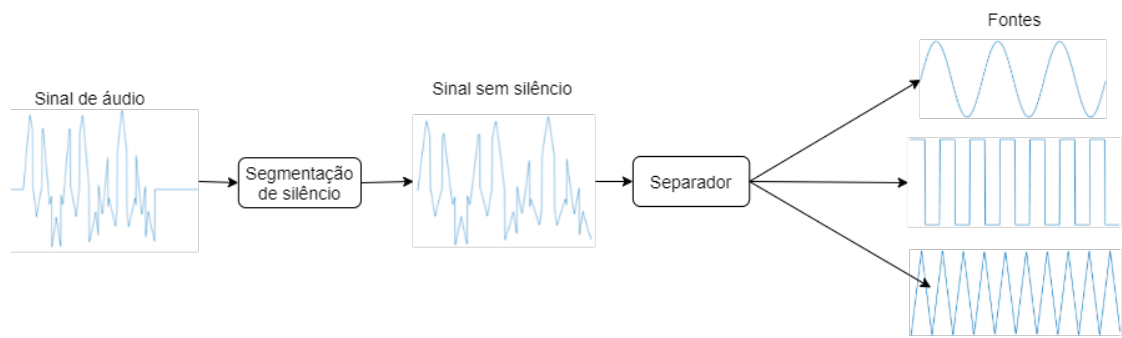 Sinal de áudio
Segmentação
de silêncio
Sinal sem silêncio
Separador
Fontes